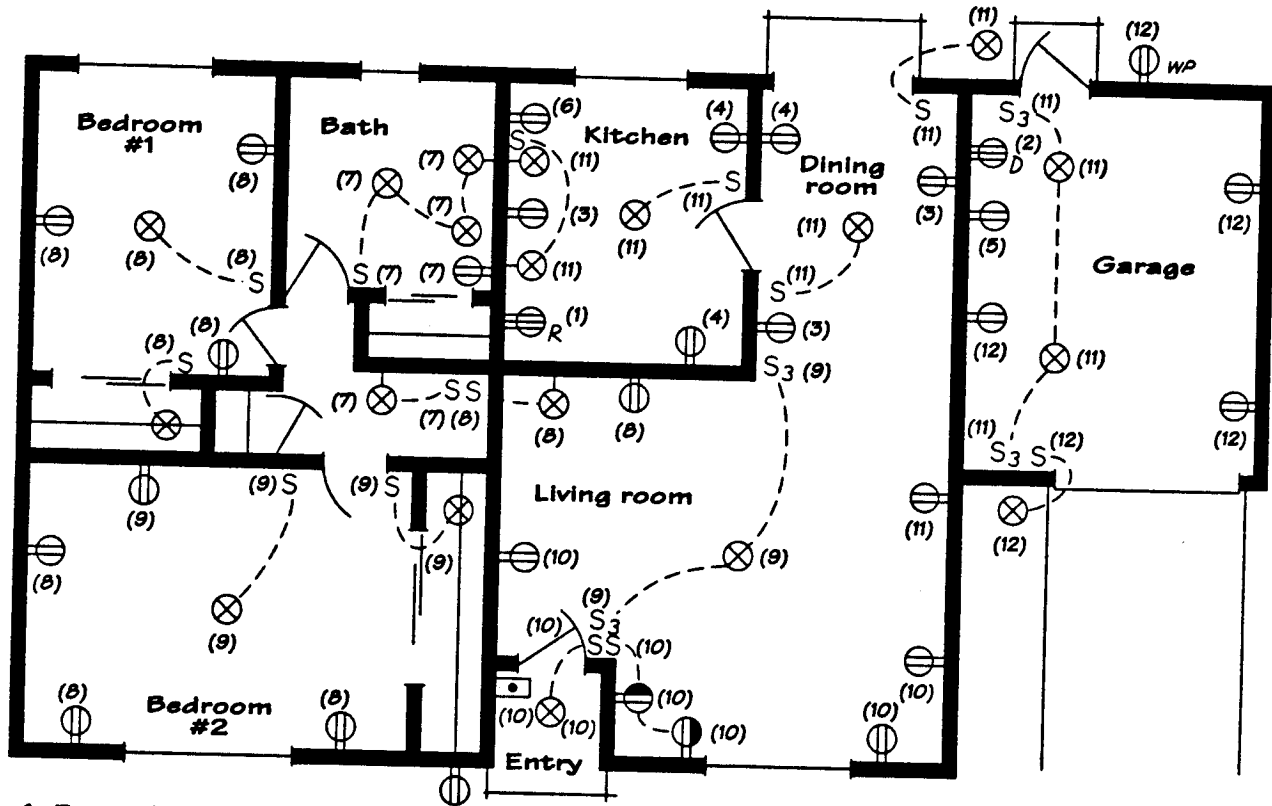 (11)
(12)
WP
Bedroom
#1
Bath
(6)
S
Kitchen
(4)
(4)
S3
(11)
S
(11)
(2)
D
(8)
(7)
(7)
(11)
Dining
room
(11)
(7)
(3)
S
(11)
(11)
(11)
(3)
(5)
(12)
(8)
(8)
(8)
S
(7)
S
(7)
(11)
(11)
S
Garage
(8)
(8)
S
(1)
R
(4)
(3)
(12)
(11)
S3
(9)
(7)
S S
(7) (8)
(8)
(8)
(11)
S3
(12)
S
(12)
(9)
S
(9)
S
Living room
(9)
(11)
(12)
(8)
(9)
(10)
(9)
(9)
(9)
S3
(10)
SS
(10)
(8)
Bedroom
#2
(8)
(10)
(10)
(10)
(10)
(10)
(10)
Entry